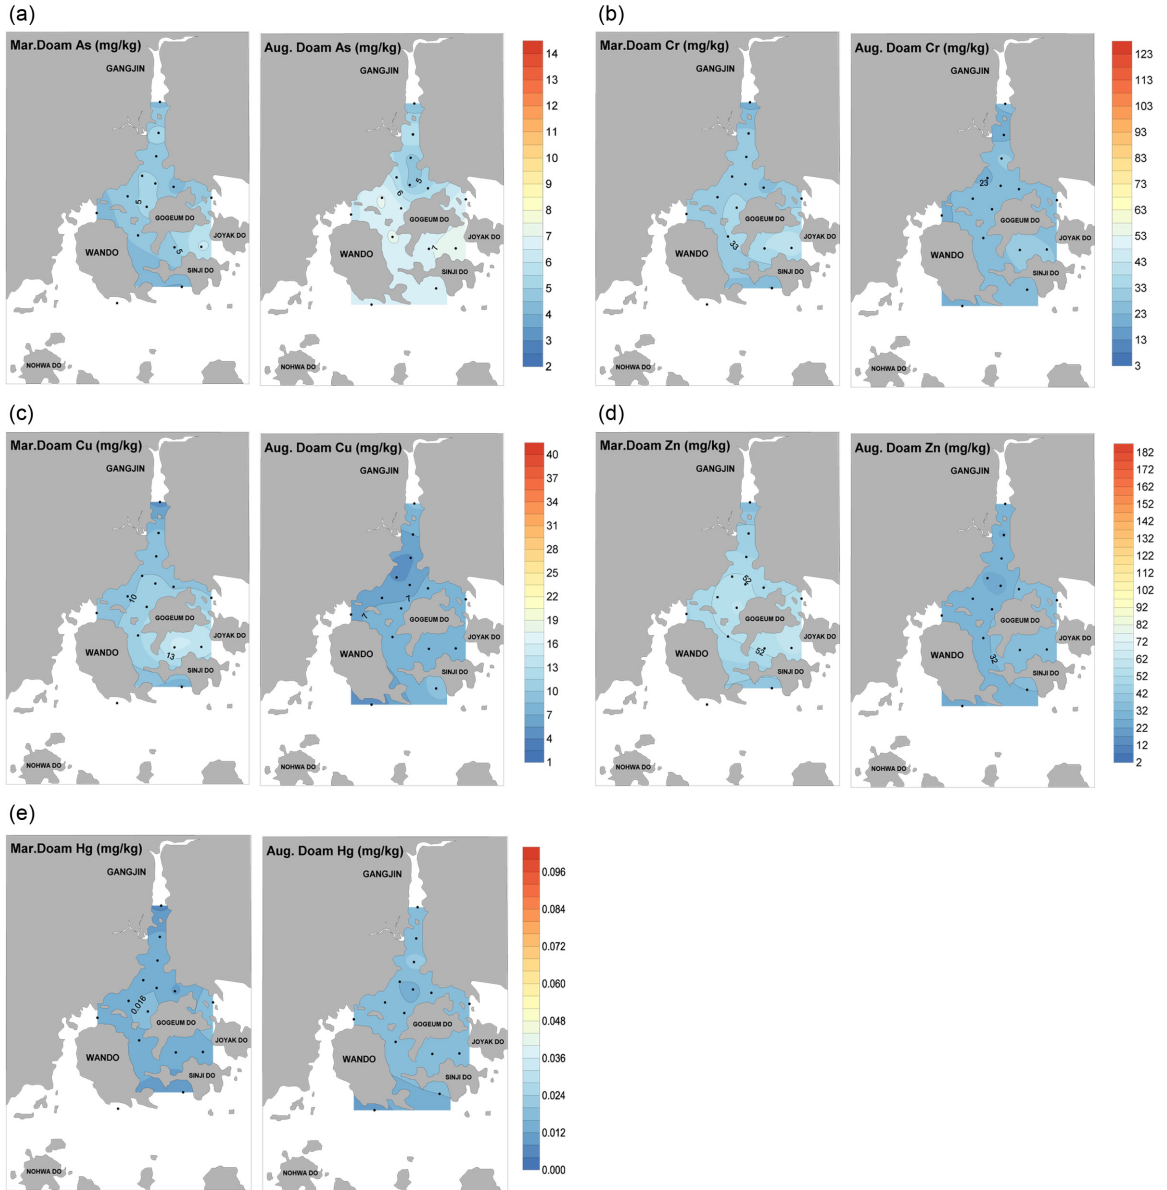 (a)
(b)
Mar.Doam As (mg/kg)
GANGJIN
5
5
GOGEUM DO
JOYAK DO
WANDO
SINJI DO
NOHWA DO
Aug. Doam As (mg/kg)
GANGJIN
5
6
GOGEUM DO
7
JOYAK DO
WANDO
SINJI DO
NOHWA DO
14
13
12
11
10
9
8
7
6
5
4
3
2
Mar.Doam Cr (mg/kg)
GANGJIN
GOGEUM DO
33
JOYAK DO
WANDO
SINJI DO
NOHWA DO
Aug. Doam Cr (mg/kg)
GANGJIN
23
GOGEUM DO
JOYAK DO
WANDO
SINJI DO
NOHWA DO
123
113
103
93
83
73
63
53
43
33
23
13
3
(c)
(d)
Mar.Doam Cu (mg/kg)
GANGJIN
10
GOGEUM DO
JOYAK DO
13
WANDO
SINJI DO
NOHWA DO
Aug. Doam Cu (mg/kg)
GANGJIN
7
7
GOGEUM DO
JOYAK DO
WANDO
SINJI DO
NOHWA DO
40
37
34
31
28
25
22
19
16
13
10
7
4
1
Mar.Doam Zn (mg/kg)
GANGJIN
52
GOGEUM DO
JOYAK DO
52
WANDO
SINJI DO
NOHWA DO
Aug. Doam Zn (mg/kg)
GANGJIN
GOGEUM DO
JOYAK DO
32
WANDO
SINJI DO
NOHWA DO
182
172
162
152
142
132
122
112
102
92
82
72
62
52
42
32
22
12
2
(e)
Mar.Doam Hg (mg/kg)
GANGJIN
0.016
GOGEUM DO
JOYAK DO
WANDO
SINJI DO
NOHWA DO
Aug. Doam Hg (mg/kg)
GANGJIN
GOGEUM DO
JOYAK DO
WANDO
SINJI DO
NOHWA DO
0.096
0.084
0.072
0.060
0.048
0.036
0.024
0.012
0.000